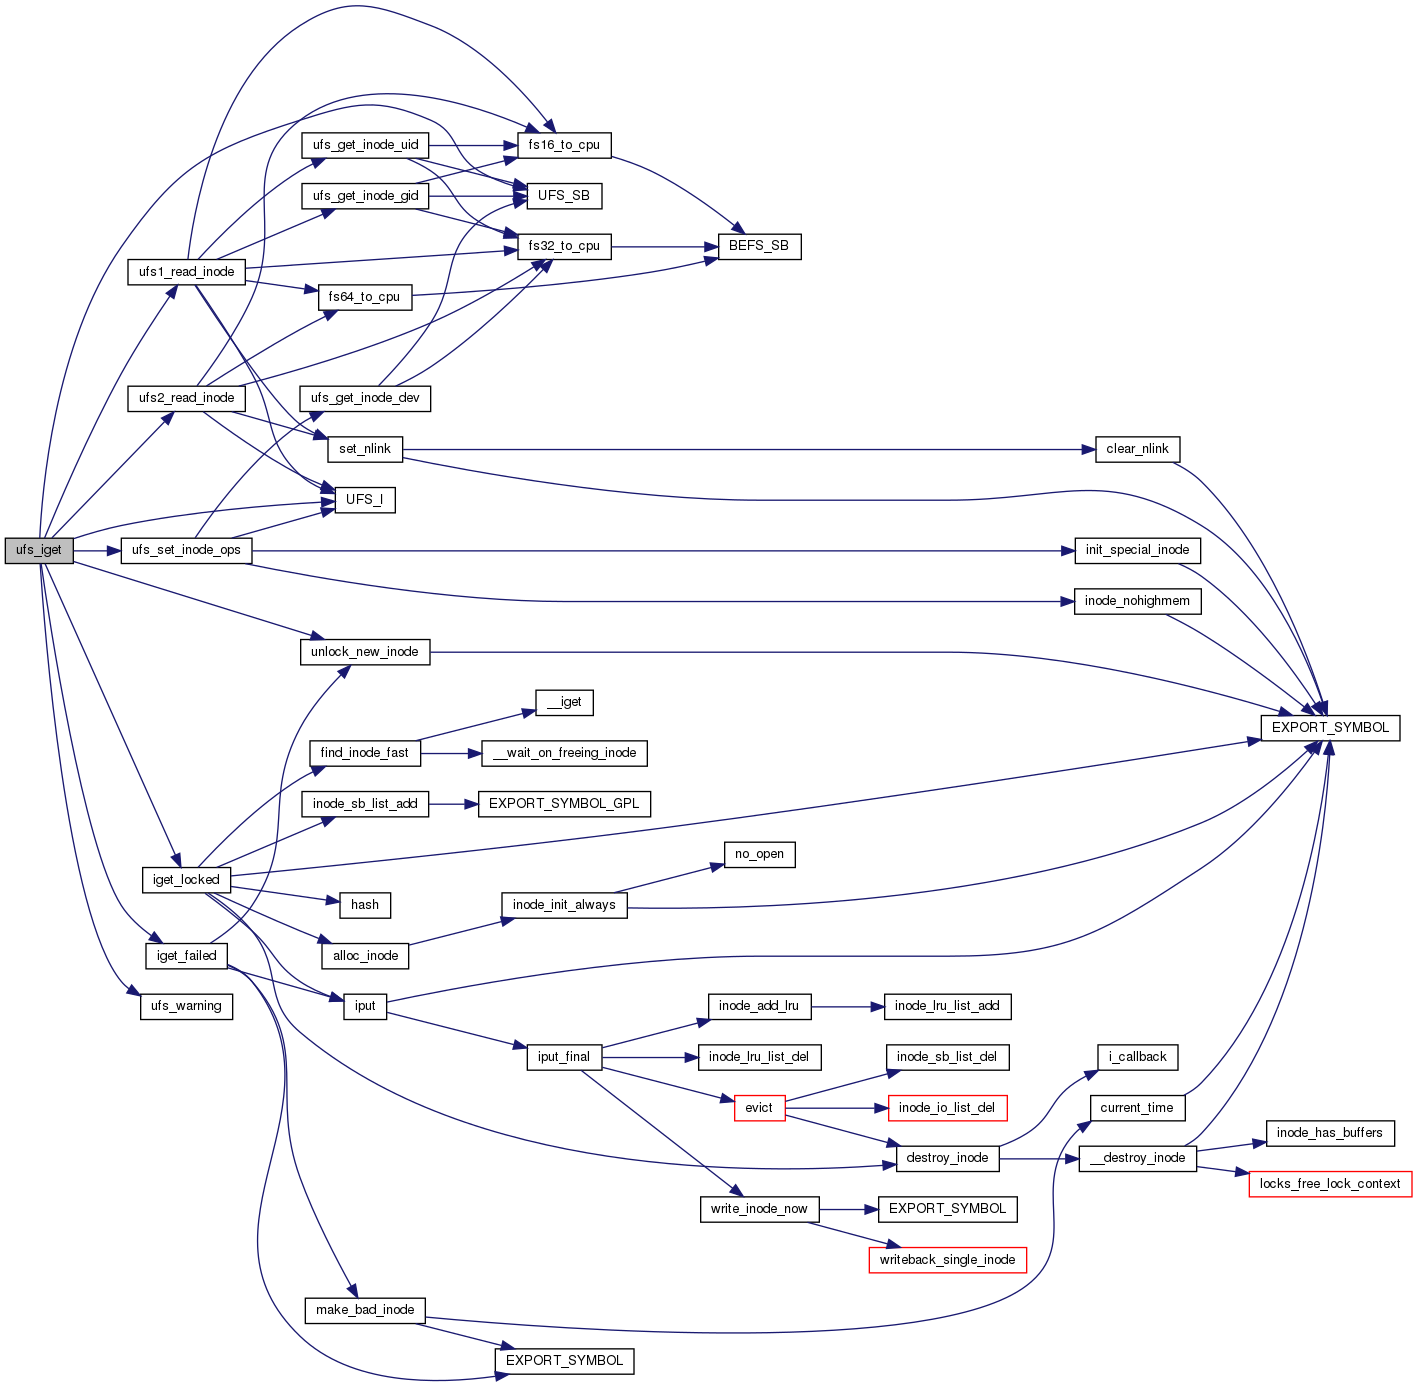 ufs_get_inode_uid
fs16_to_cpu
ufs_get_inode_gid
UFS_SB
fs32_to_cpu
BEFS_SB
ufs1_read_inode
fs64_to_cpu
ufs2_read_inode
ufs_get_inode_dev
set_nlink
clear_nlink
UFS_I
ufs_iget
ufs_set_inode_ops
init_special_inode
inode_nohighmem
unlock_new_inode
__iget
EXPORT_SYMBOL
find_inode_fast
__wait_on_freeing_inode
inode_sb_list_add
EXPORT_SYMBOL_GPL
no_open
iget_locked
hash
inode_init_always
iget_failed
alloc_inode
ufs_warning
iput
inode_add_lru
inode_lru_list_add
iput_final
inode_lru_list_del
inode_sb_list_del
i_callback
evict
inode_io_list_del
current_time
inode_has_buffers
destroy_inode
__destroy_inode
locks_free_lock_context
write_inode_now
EXPORT_SYMBOL
writeback_single_inode
make_bad_inode
EXPORT_SYMBOL